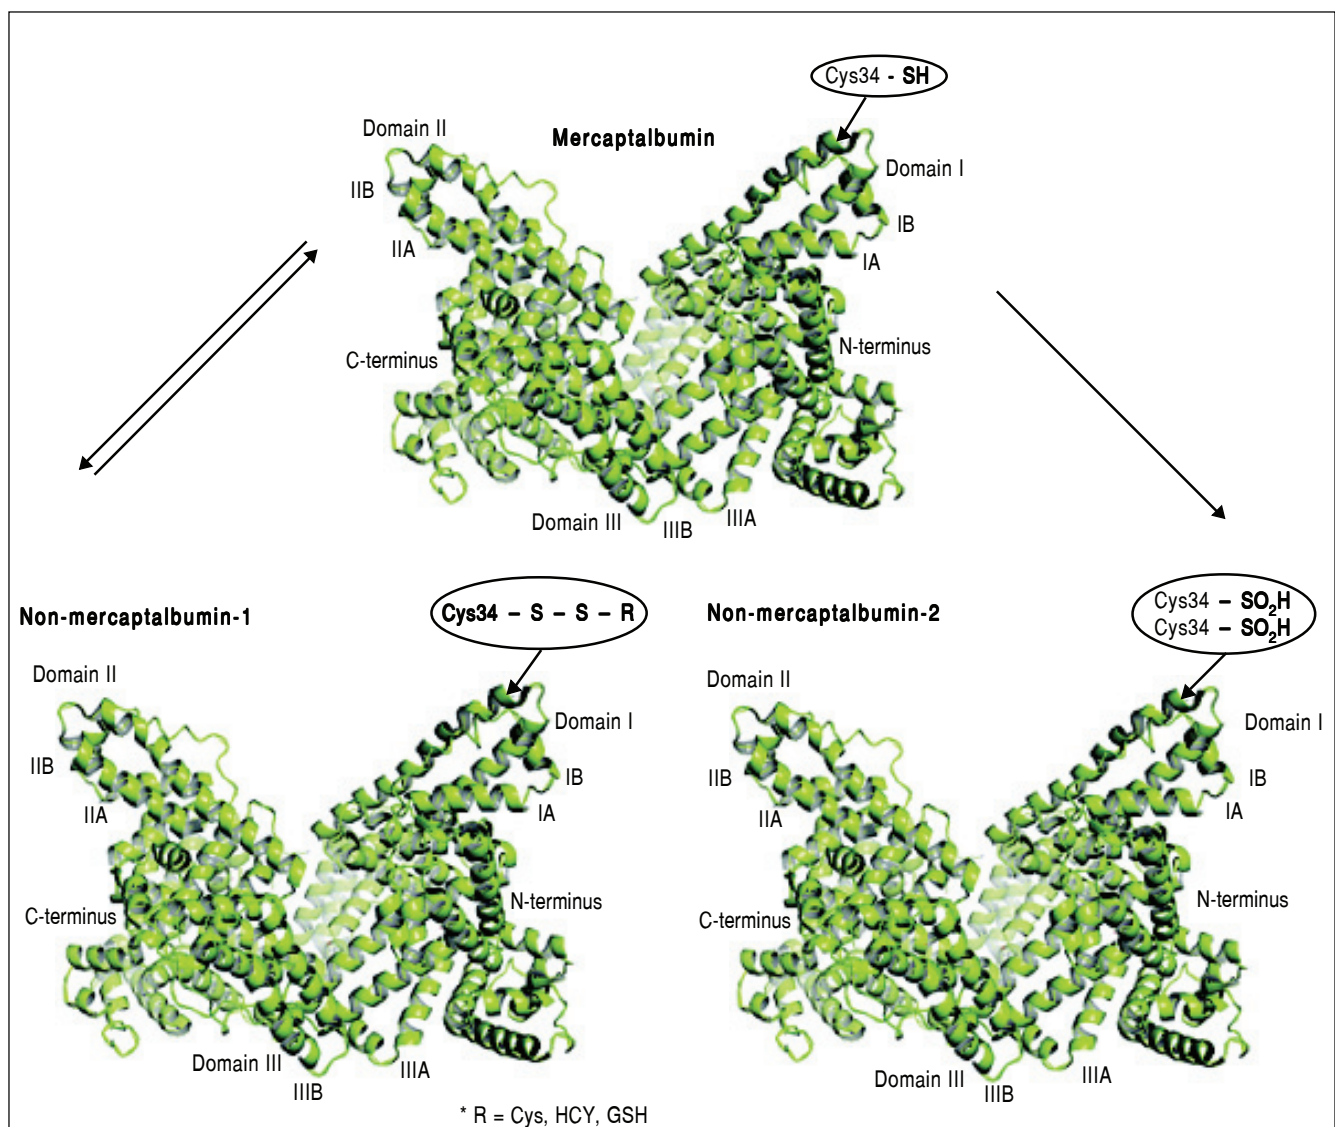 Cys34 - SH
Domain II
Mercaptalbumin
Domain I
IIB
IB
IIA
IA
N-terminus
C-terminus
Domain III
IIIB
IIIA
Non-mercaptalbumin-1
Cys34 – S – S – R
Domain II
Domain I
IIB
IB
IIA
IA
N-terminus
C-terminus
Domain III
IIIB
IIIA
* R = Cys, HCY, GSH
Non-mercaptalbumin-2
Cys34 – SO₂H
Cys34 – SO₂H
Domain II
Domain I
IIB
IB
IIA
IA
N-terminus
C-terminus
Domain III
IIIB
IIIA